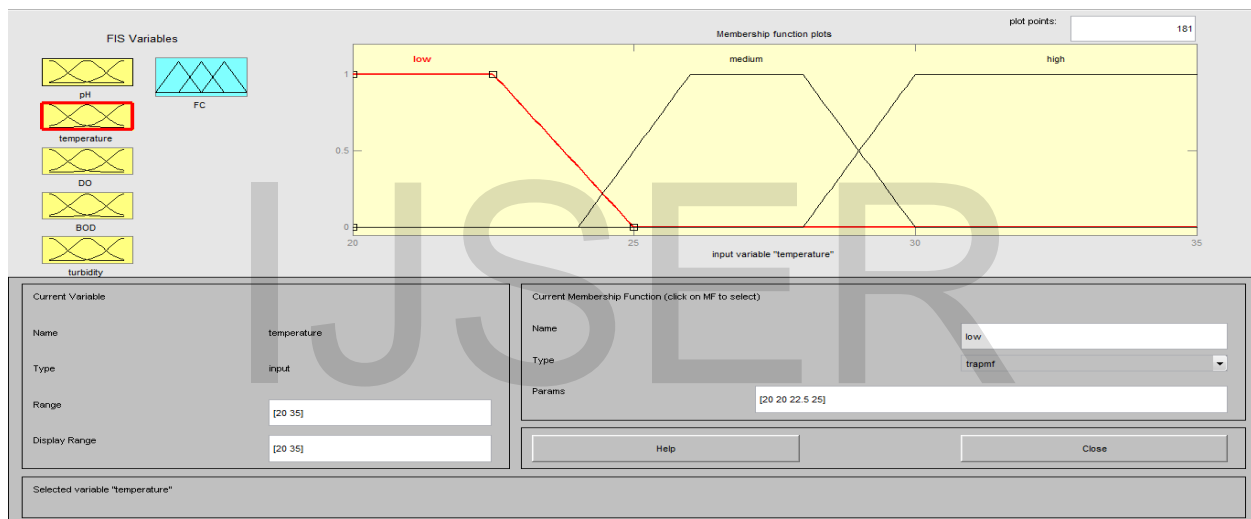 FIS Variables
pH
temperature
DO
BOD
turbidity
FC
plot points:
181
Membership function plots
low
medium
high
1
0.5
0
20
25
30
35
input variable "temperature"
Current Variable
Name
temperature
Type
input
Range
[20 35]
Display Range
[20 35]
Current Membership Function (click on MF to select)
Name
low
Type
trapmf
Params
[20 20 22.5 25]
Help
Close
Selected variable "temperature"
IJSER